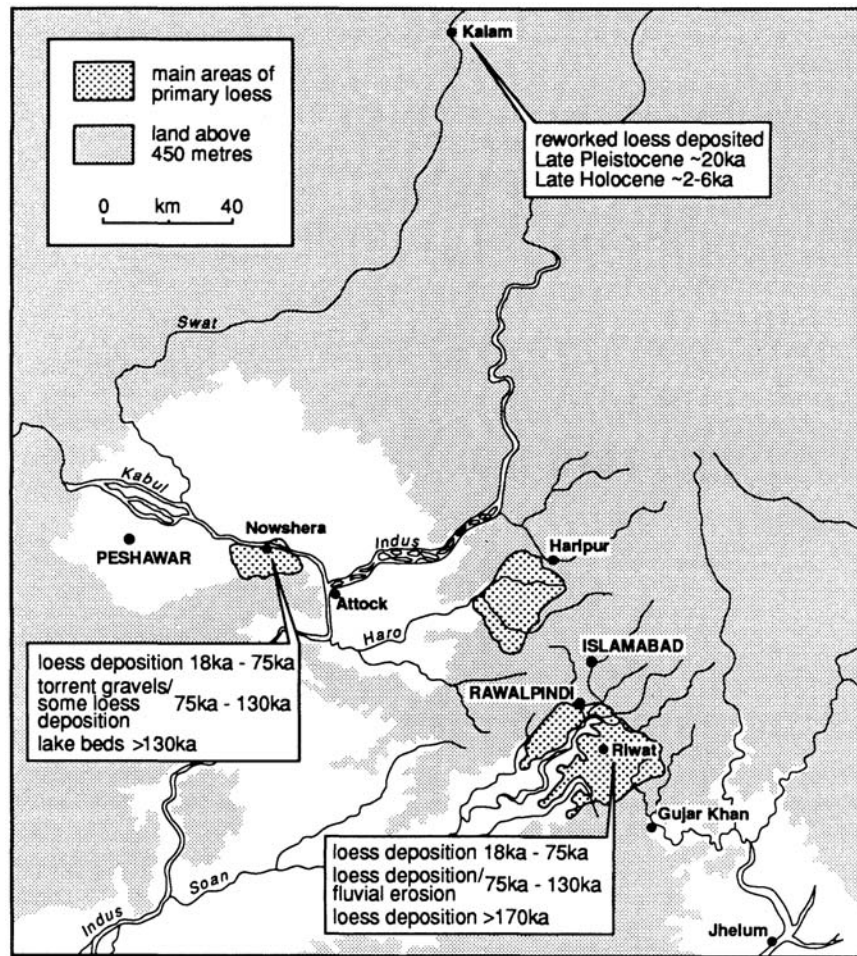 Kalam
main areas of
primary loess
land above
450 metres
0 km 40
reworked loess deposited
Late Pleistocene ~20ka
Late Holocene ~2-6ka
Swat
Kabul
Nowshera
PESHAWAR
Indus
Haripur
Attock
Haro
ISLAMABAD
RAWALPINDI
Riwat
loess deposition 18ka - 75ka
torrent gravels/
some loess 75ka - 130ka
deposition
lake beds >130ka
Gujar Khan
loess deposition 18ka - 75ka
loess deposition/
fluvial erosion 75ka - 130ka
loess deposition >170ka
Soan
Indus
Jhelum